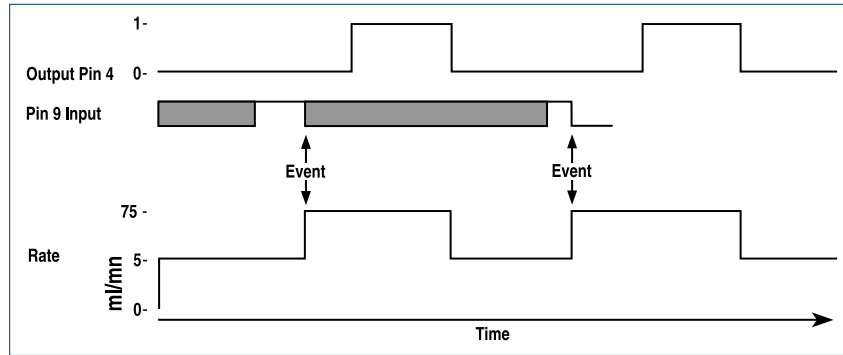 1-
Output Pin 4
0-
Pin 9 Input
Event
Event
75 -
Rate
5-
ml/mn
0-
Time